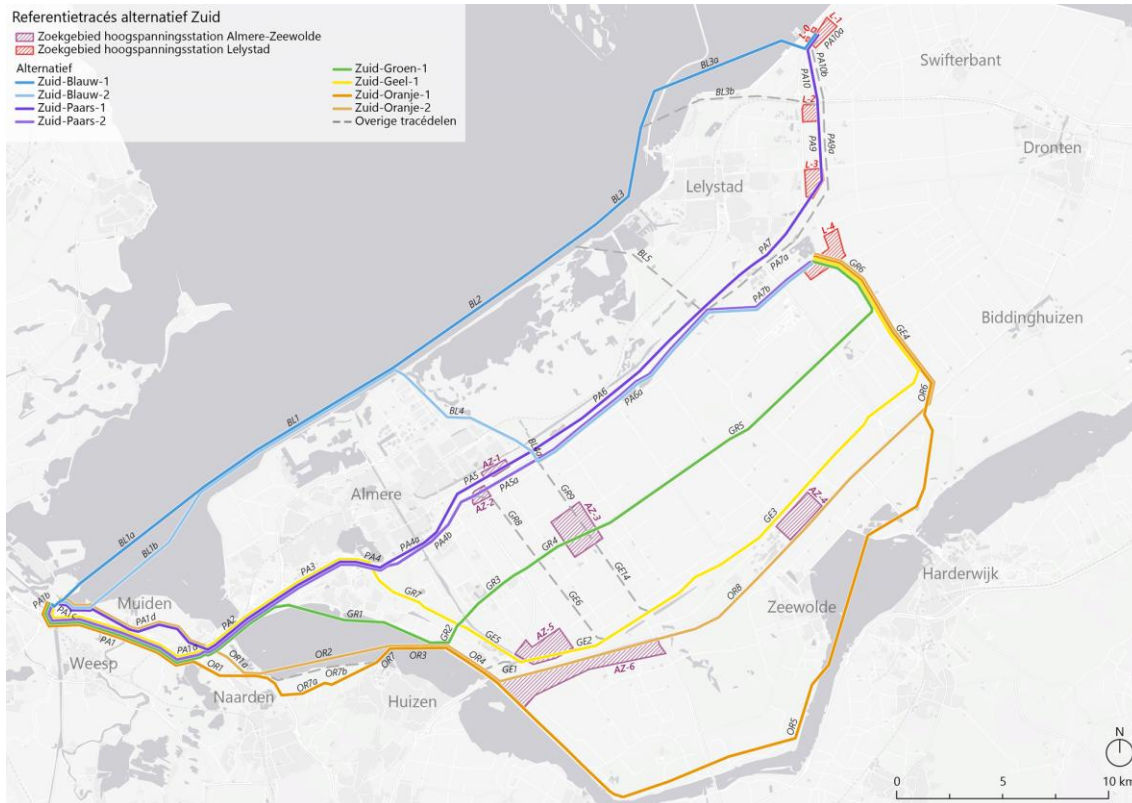 Referentietracés alternatief Zuid
Zoekgebied hoogspanningsstation Almere-Zeewolde
Zoekgebied hoogspanningsstation Lelystad
Alternatief
Zuid-Blauw-1
Zuid-Blauw-2
Zuid-Paars-1
Zuid-Paars-2
Zuid-Groen-1
Zuid-Geel-1
Zuid-Oranje-1
Zuid-Oranje-2
Overige tracédelen
L-1
L-0
PA10a
PA10b
PA10
Swifterbant
BL3a
BL3b
L-2
PA9
PA9a
Dronten
L-3
Lelystad
BL3
L-4
PA7
PA7a
GR6
BL5
BL2
PA7b
GE4
Biddinghuizen
BL1
PA6
PA6a
OR6
BL4
GR5
BL4a
AZ-1
PA5
PA5a
AZ-2
Almere
GR9
AZ-3
GE3
AZ-4
GR8
BL1a
BL1b
PA4a
PA4b
GR4
PA3
PA4
GR3
GE14
Harderwijk
PA1b
PA1c
Muiden
GR7
GE6
OR8
Zeewolde
PA1d
PA2
GR1
GR2
GE5
AZ-5
GE2
PA1
PA1a
Weesp
OR1
OR1a
OR2
OR7
OR3
OR4
GE1
AZ-6
OR7b
OR7a
Naarden
Huizen
OR5
N
0 5 10 km